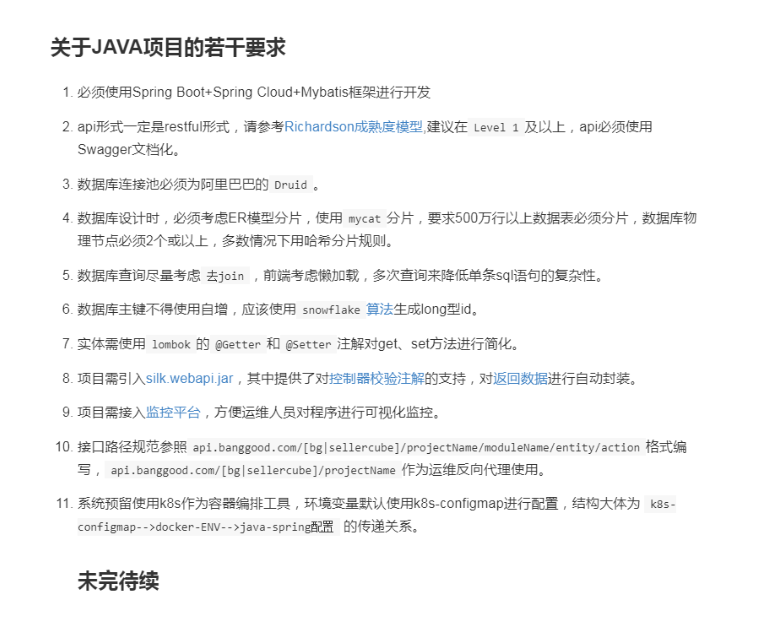 关于JAVA项目的若干要求
1. 必须使用Spring Boot+Spring Cloud+Mybatis框架进行开发
2. api形式一定是restful形式，请参考Richardson成熟度模型,建议在 Level 1 及以上，api必须使用
Swagger文档化。
3. 数据库连接池必须为阿里巴巴的 Druid 。
4. 数据库设计时，必须考虑ER模型分片，使用 mycat 分片，要求500万行以上数据表必须分片，数据库物
理节点必须2个或以上，多数情况下用哈希分片规则。
5. 数据库查询尽量考虑 去join ，前端考虑懒加载，多次查询来降低单条sql语句的复杂性。
6. 数据库主键不得使用自增，应该使用 snowflake 算法生成long型id。
7. 实体需使用 lombok 的 @Getter 和 @Setter 注解对get、set方法进行简化。
8. 项目需引入silk.webapi.jar，其中提供了对控制器校验注解的支持，对返回数据进行自动封装。
9. 项目需接入监控平台，方便运维人员对程序进行可视化监控。
10. 接口路径规范参照 api.banggood.com/[bg|sellercube]/projectName/moduleName/entity/action 格式编
写， api.banggood.com/[bg|sellercube]/projectName 作为运维反向代理使用。
11. 系统预留使用k8s作为容器编排工具，环境变量默认使用k8s-configmap进行配置，结构大体为 k8s-
configmap-->docker-ENV-->java-spring配置 的传递关系。
未完待续